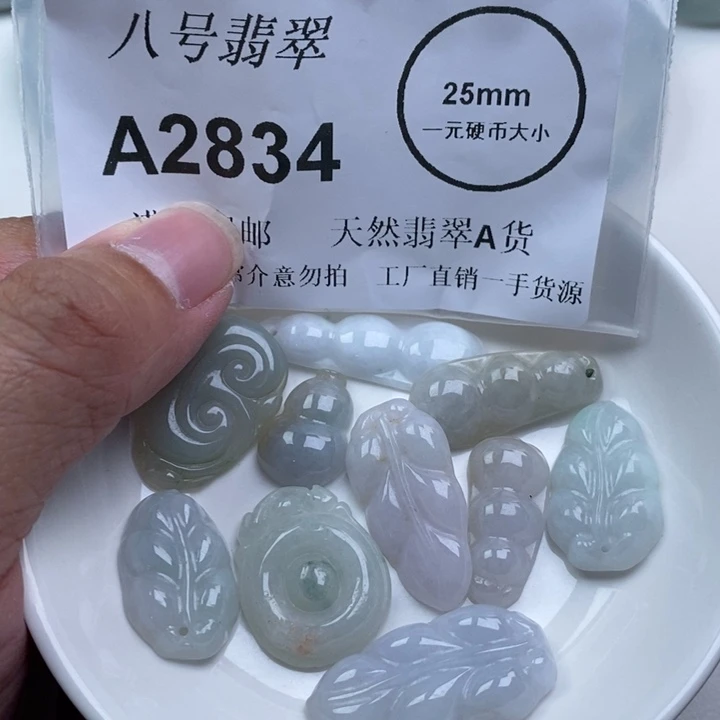 八号翡翠
25mm
一元硬币大小
A2834
邮 天然翡翠A货
介意勿拍 工厂直销一手货源